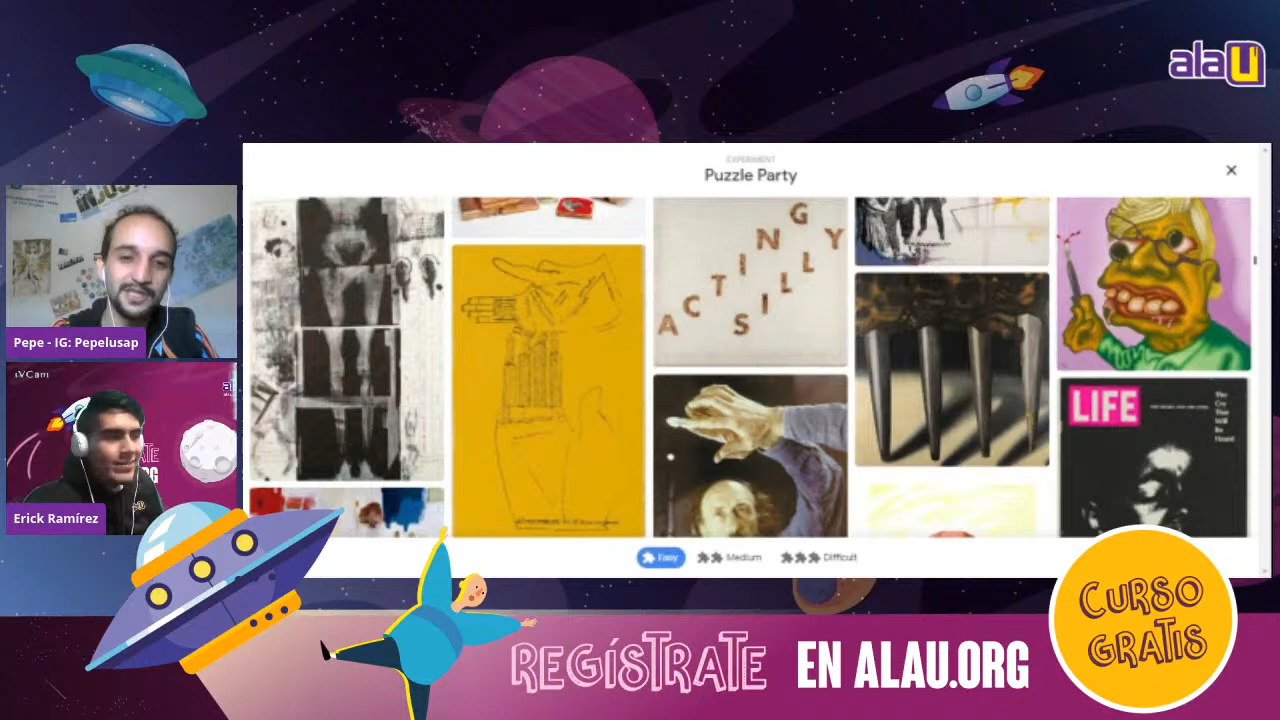 alaU
EXPERIMENT
Puzzle Party
G
N Y
I L
T L
C I
A S
LIFE
The
Cry
That
Will
Be
Heard
Easy Medium Difficult
Pepe - IG: Pepelusap
iVCam
Erick Ramírez
REGÍSTRATE EN ALAU.ORG
CURSO
GRATIS